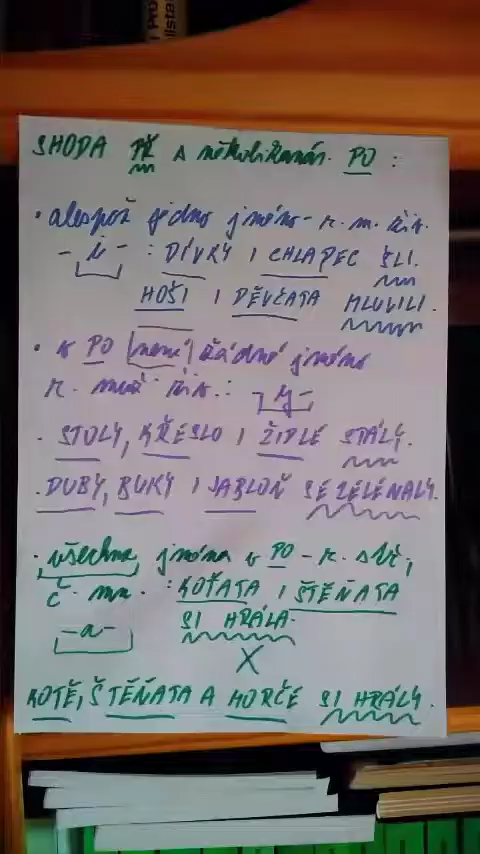 SHODA PŘ S několikanás. PO :
• alespoň jedno jméno - r. m. živ.
- i - : DÍVKY I CHLAPEC ŠLI.
HOŠI I DĚVČATA MLUVILI.
• v PO není žádné jméno
r. muž. živ. : - y -
. STOLY, KŘESLO I ŽIDLE STÁLY.
. DUBY, BUKY I JABLOŇ SE ZELENALY.
. všechna jména v PO - r. stř.,
č. mn. : KOŤATA I ŠTĚŇATA
- a - SI HRÁLA.
X
KOTĚ, ŠTĚŇATA A MORČE SI HRÁLY.